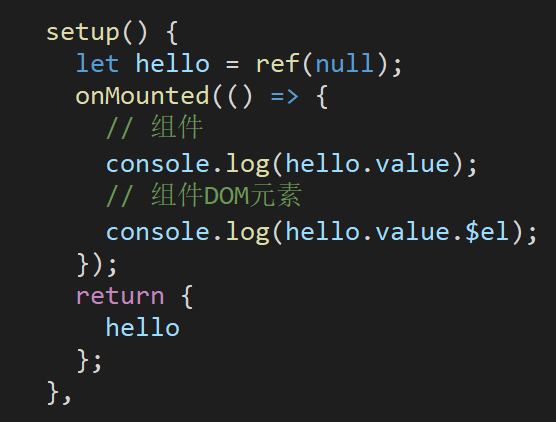 setup() {
let hello = ref(null);
onMounted(() => {
// 组件
console.log(hello.value);
// 组件DOM元素
console.log(hello.value.$el);
});
return {
hello
};
},